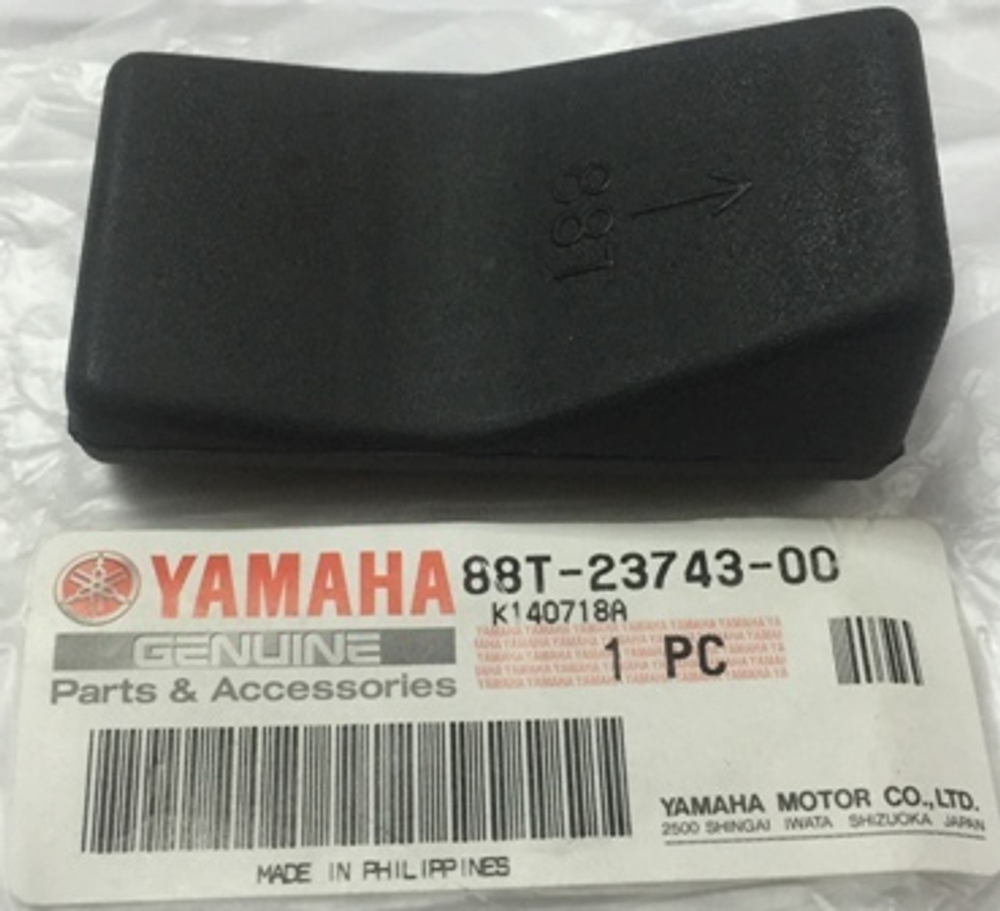 88T
YAMAHA 88T-23743-00
K140718A
GENUINE
1 PC
Parts & Accessories
YAMAHA MOTOR CO.,LTD.
2500 SHINGAI IWATA SHIZUOKA JAPAN
MADE IN PHILIPPINES